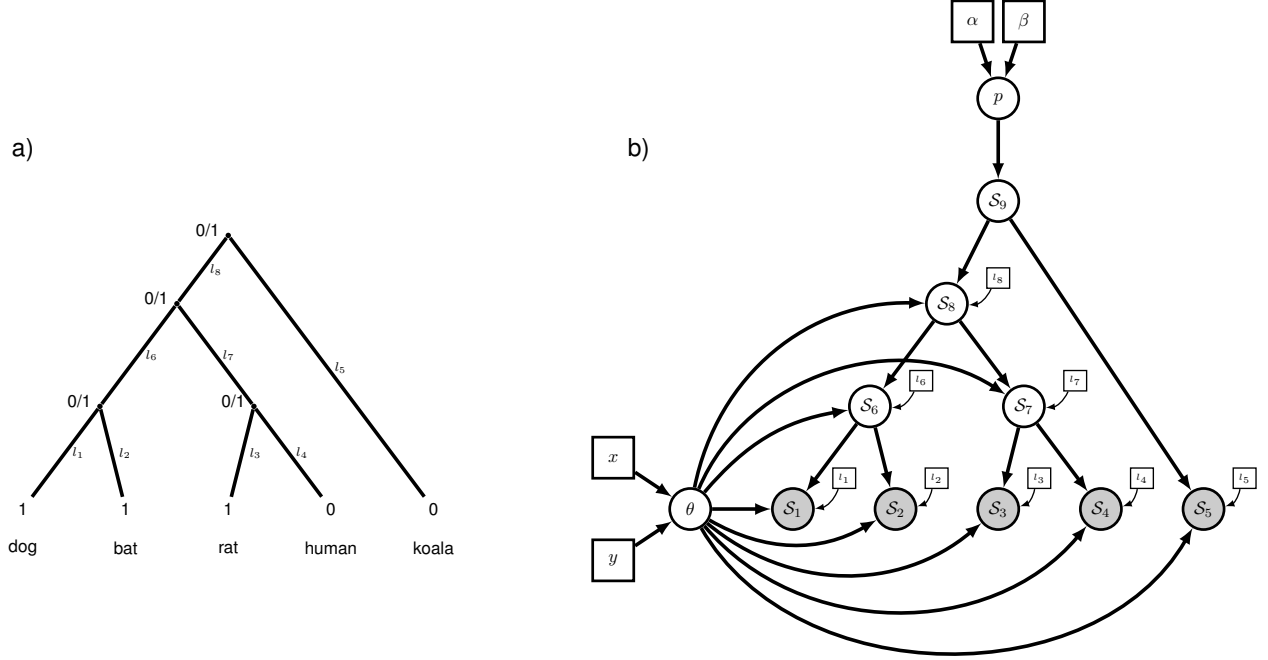 a)
0/1
l₈
0/1
l₆
l₇
l₅
0/1
0/1
l₁
l₂
l₃
l₄
1
1
1
0
0
dog
bat
rat
human
koala
b)
α
β
p
𝒮₉
𝒮₈
l₈
𝒮₆
l₆
𝒮₇
l₇
x
θ
y
𝒮₁
l₁
𝒮₂
l₂
𝒮₃
l₃
𝒮₄
l₄
𝒮₅
l₅